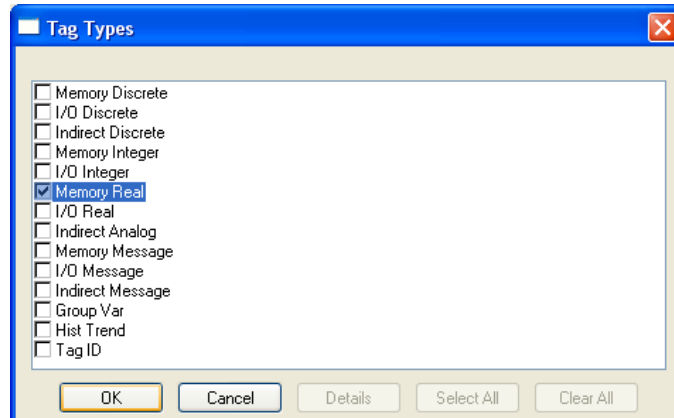 Tag Types
Memory Discrete
I/O Discrete
Indirect Discrete
Memory Integer
I/O Integer
Memory Real
I/O Real
Indirect Analog
Memory Message
I/O Message
Indirect Message
Group Var
Hist Trend
Tag ID
OK Cancel Details Select All Clear All